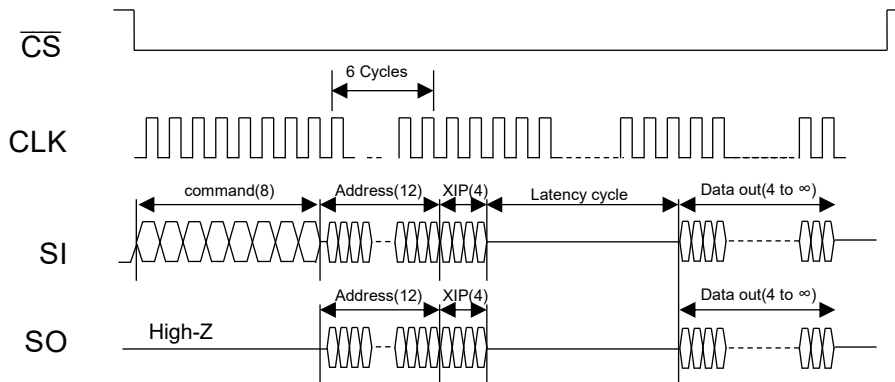 CS
6 Cycles
CLK
command(8) Address(12) XIP(4) Latency cycle Data out(4 to ∞)
SI
Address(12) XIP(4) Data out(4 to ∞)
High-Z
SO